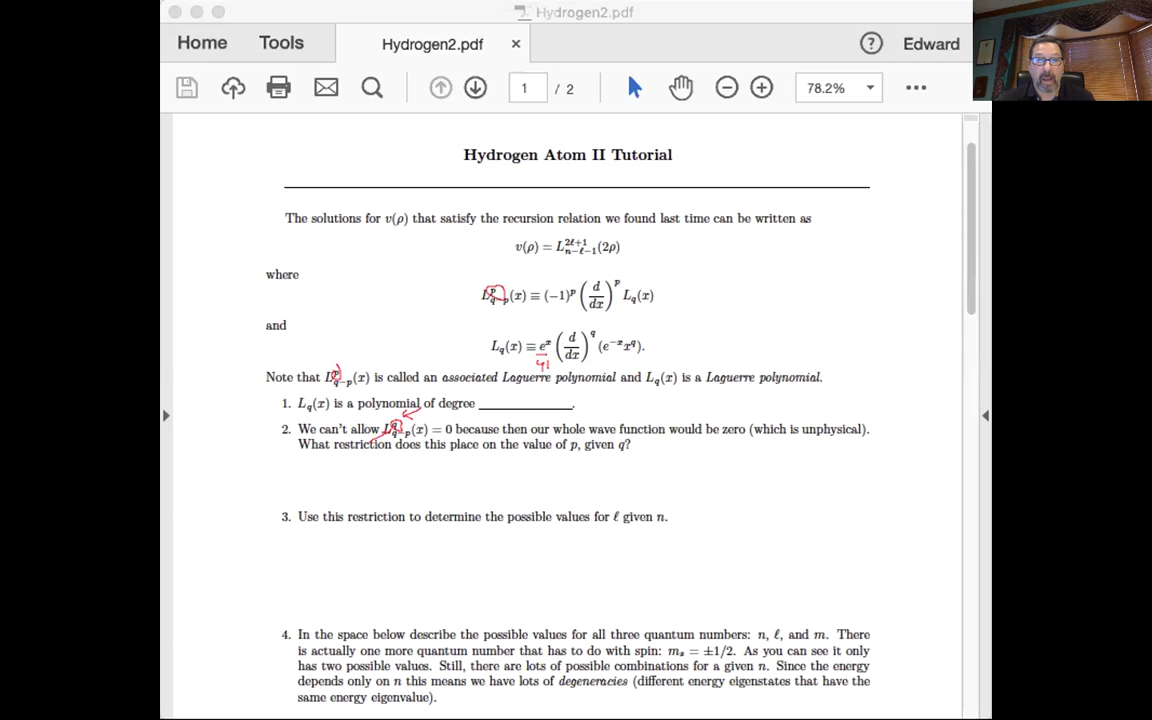 Hydrogen2.pdf
Home Tools Hydrogen2.pdf × ? Edward
1 / 2 78.2%
Hydrogen Atom II Tutorial
The solutions for v(ρ) that satisfy the recursion relation we found last time can be written as
v(ρ) = L^{2ℓ+1}_{n−ℓ−1}(2ρ)
where
L^p_{q−p}(x) ≡ (−1)^p (d/dx)^p L_q(x)
and
L_q(x) ≡ e^x (d/dx)^q (e^{−x}x^q).
q!
Note that L^p_{q−p}(x) is called an associated Laguerre polynomial and L_q(x) is a Laguerre polynomial.
1. L_q(x) is a polynomial of degree ____________.
2. We can't allow L_{q−p}(x) = 0 because then our whole wave function would be zero (which is unphysical).
What restriction does this place on the value of p, given q?
3. Use this restriction to determine the possible values for ℓ given n.
4. In the space below describe the possible values for all three quantum numbers: n, ℓ, and m. There
is actually one more quantum number that has to do with spin: m_s = ±1/2. As you can see it only
has two possible values. Still, there are lots of possible combinations for a given n. Since the energy
depends only on n this means we have lots of degeneracies (different energy eigenstates that have the
same energy eigenvalue).